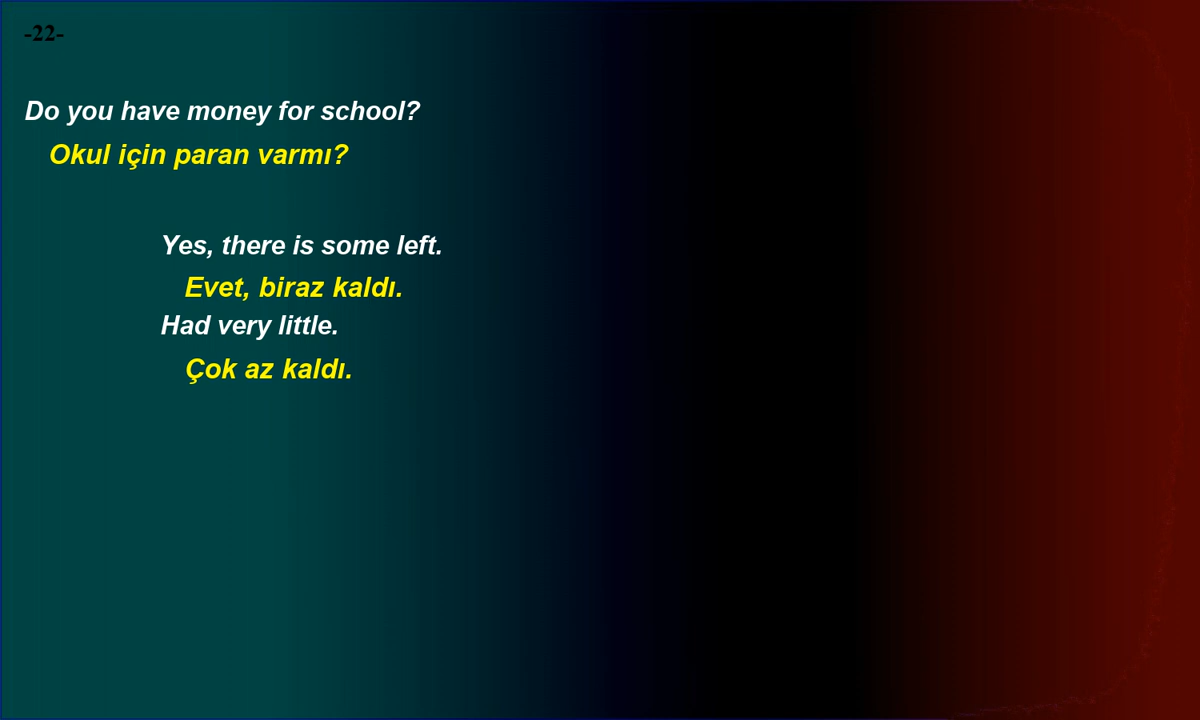 -22-
Do you have money for school?
Okul için paran varmı?
Yes, there is some left.
Evet, biraz kaldı.
Had very little.
Çok az kaldı.